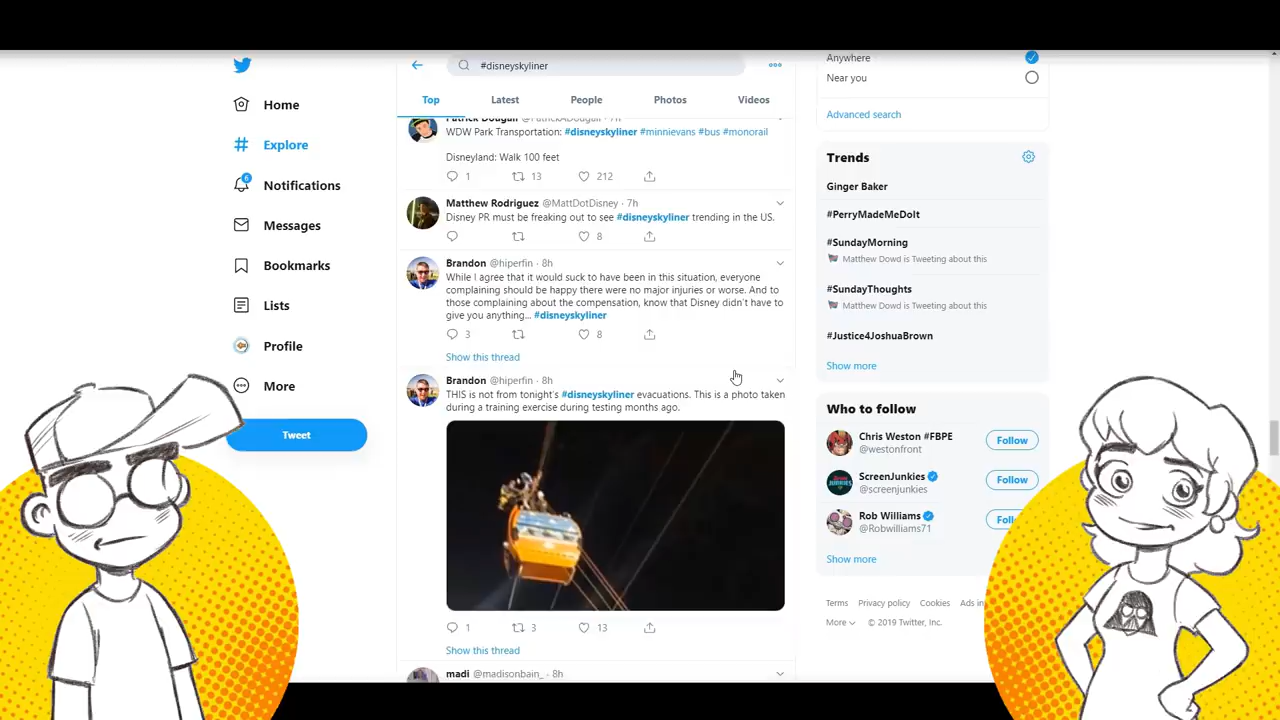 #disneyskyliner
Anywhere
Near you
Advanced search
Home
Explore
6
Notifications
Messages
Bookmarks
Lists
Profile
More
Tweet
Top Latest People Photos Videos
Patrick Dougall @PatrickADougall · 7h
WDW Park Transportation: #disneyskyliner #minnievans #bus #monorail
Disneyland: Walk 100 feet
1 13 212
Matthew Rodriguez @MattDotDisney · 7h
Disney PR must be freaking out to see #disneyskyliner trending in the US.
8
Brandon @hiperfin · 8h
While I agree that it would suck to have been in this situation, everyone
complaining should be happy there were no major injuries or worse. And to
those complaining about the compensation, know that Disney didn't have to
give you anything... #disneyskyliner
3 8
Show this thread
Brandon @hiperfin · 8h
THIS is not from tonight's #disneyskyliner evacuations. This is a photo taken
during a training exercise during testing months ago.
1 3 13
Show this thread
madi @madisonbain_ · 8h
Trends
Ginger Baker
#PerryMadeMeDoIt
#SundayMorning
Matthew Dowd is Tweeting about this
#SundayThoughts
Matthew Dowd is Tweeting about this
#Justice4JoshuaBrown
Show more
Who to follow
Chris Weston #FBPE
@westonfront
Follow
ScreenJunkies
@screenjunkies
Follow
Rob Williams
@Robwilliams71
Foll
Show more
Terms Privacy policy Cookies Ads in
More © 2019 Twitter, Inc.